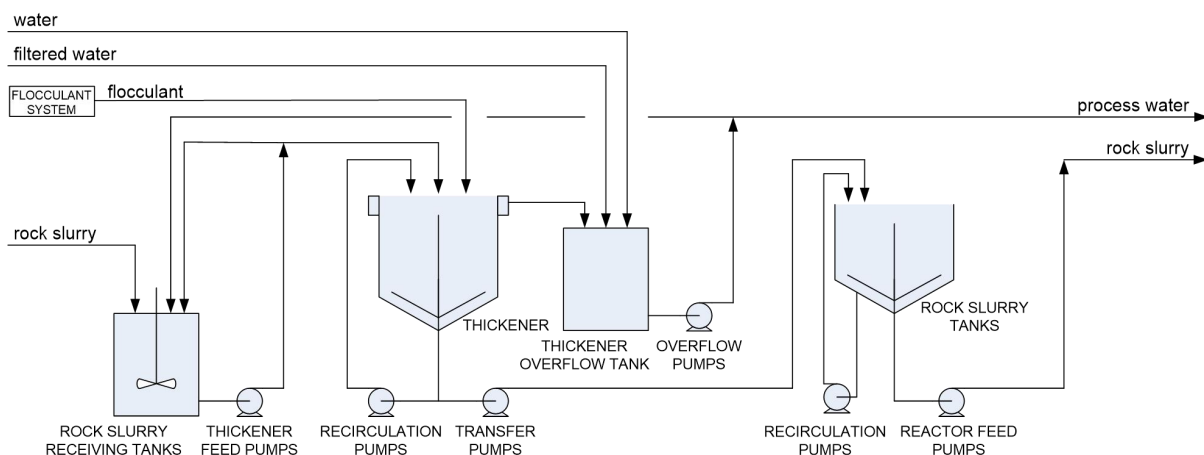 water
filtered water
FLOCCULANT
SYSTEM
flocculant
process water
rock slurry
rock slurry
THICKENER
ROCK SLURRY
TANKS
THICKENER
OVERFLOW TANK
OVERFLOW
PUMPS
ROCK SLURRY
RECEIVING TANKS
THICKENER
FEED PUMPS
RECIRCULATION
PUMPS
TRANSFER
PUMPS
RECIRCULATION
PUMPS
REACTOR FEED
PUMPS